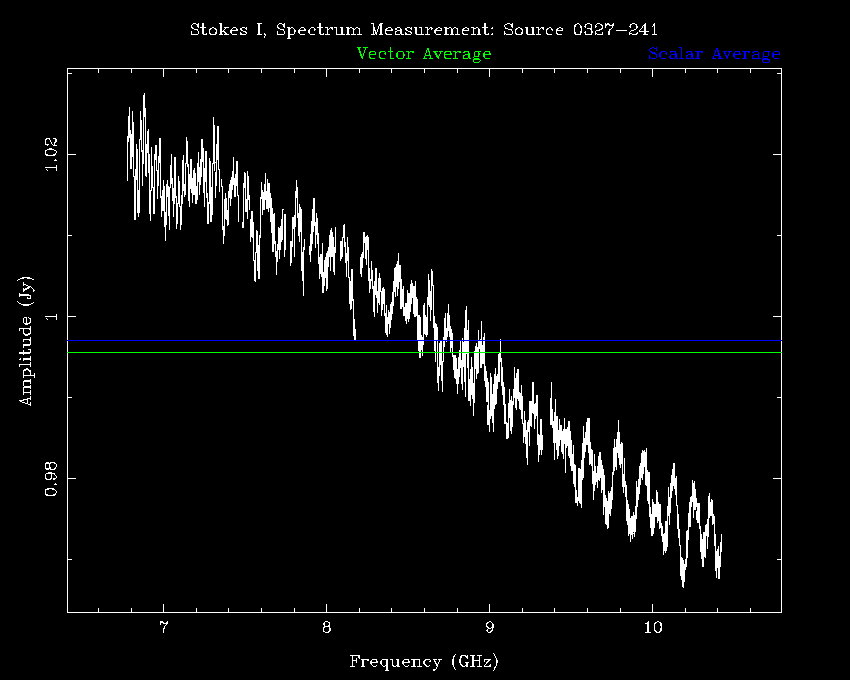 Stokes I, Spectrum Measurement: Source 0327-241
Vector Average Scalar Average
1.02
1
0.98
Amplitude (Jy)
7 8 9 10
Frequency (GHz)